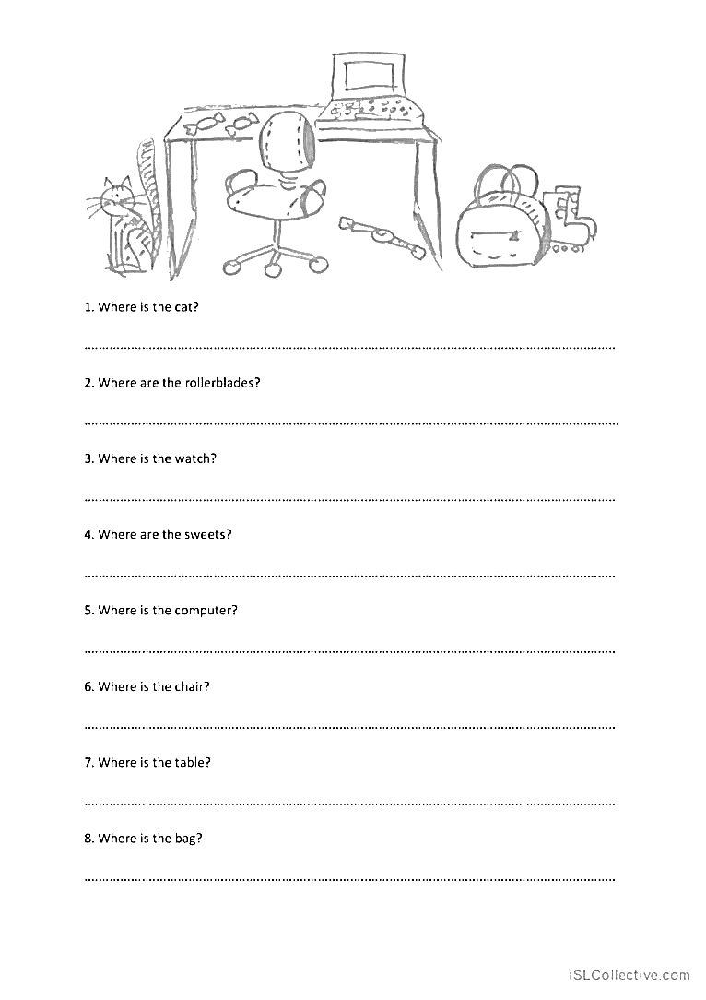 1. Where is the cat?
2. Where are the rollerblades?
3. Where is the watch?
4. Where are the sweets?
5. Where is the computer?
6. Where is the chair?
7. Where is the table?
8. Where is the bag?
iSLCollective.com